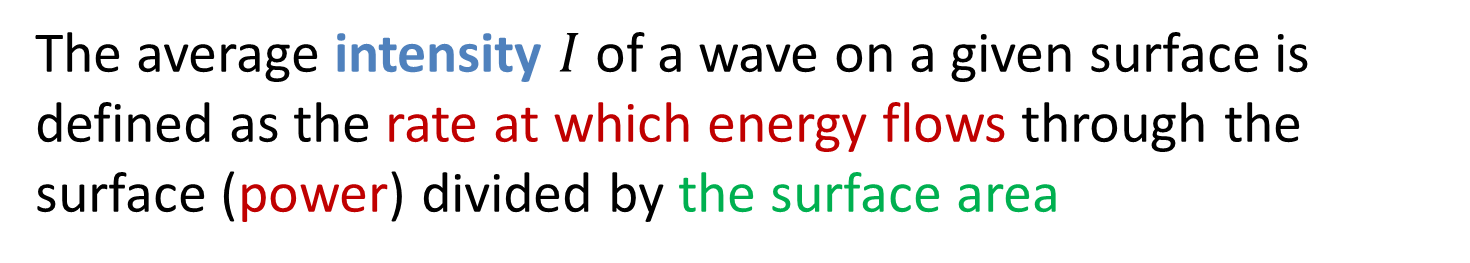 The average intensity I of a wave on a given surface is
defined as the rate at which energy flows through the
surface (power) divided by the surface area